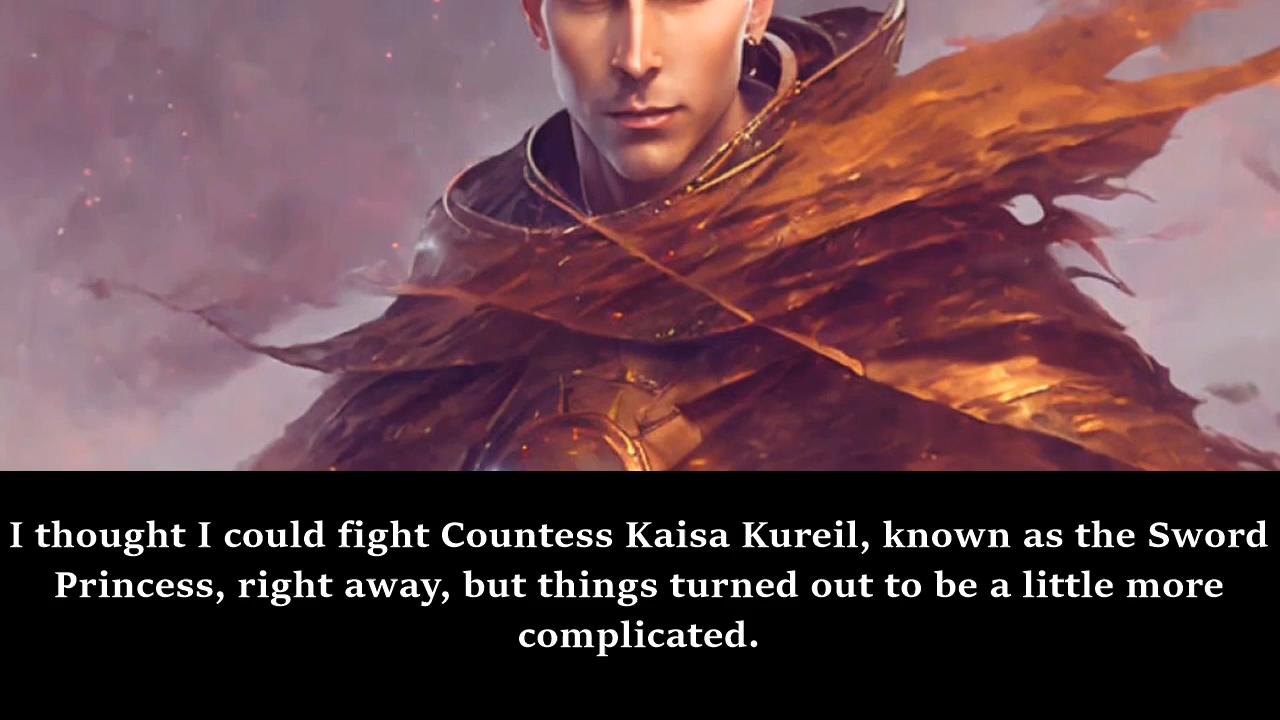 I thought I could fight Countess Kaisa Kureil, known as the Sword
Princess, right away, but things turned out to be a little more
complicated.